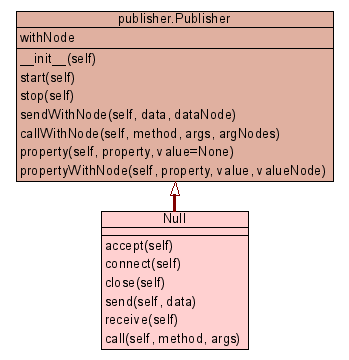 publisher.Publisher
withNode
__init__(self)
start(self)
stop(self)
sendWithNode(self, data, dataNode)
callWithNode(self, method, args, argNodes)
property(self, property, value=None)
propertyWithNode(self, property, value, valueNode)
Null
accept(self)
connect(self)
close(self)
send(self, data)
receive(self)
call(self, method, args)